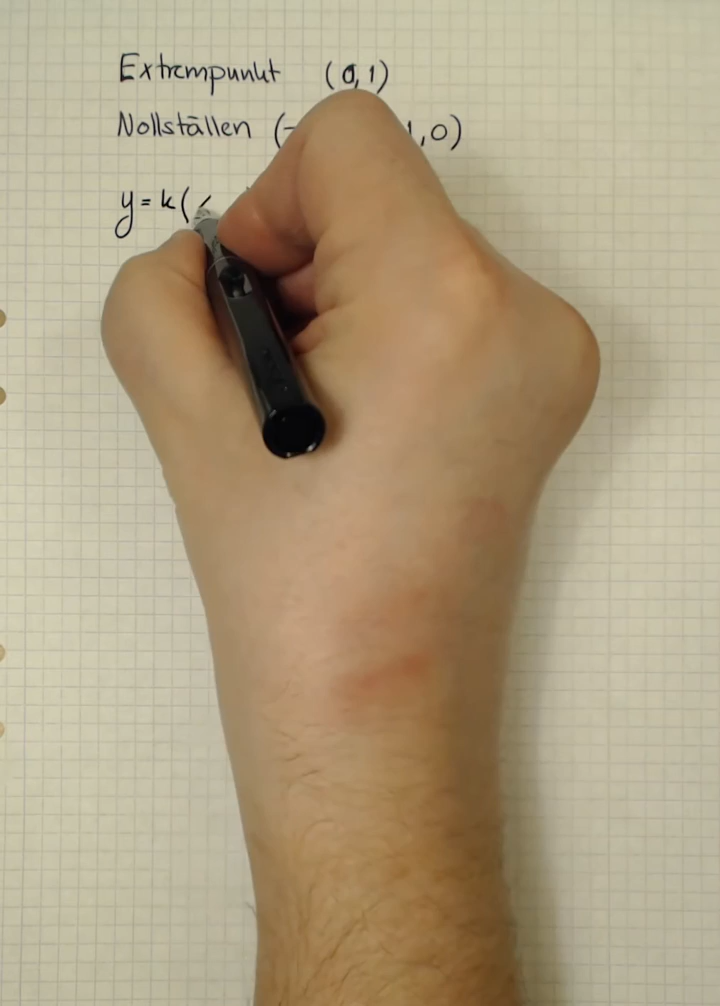 Extrempunkt (0,1)
Nollställen (- 1,0)
y=k(